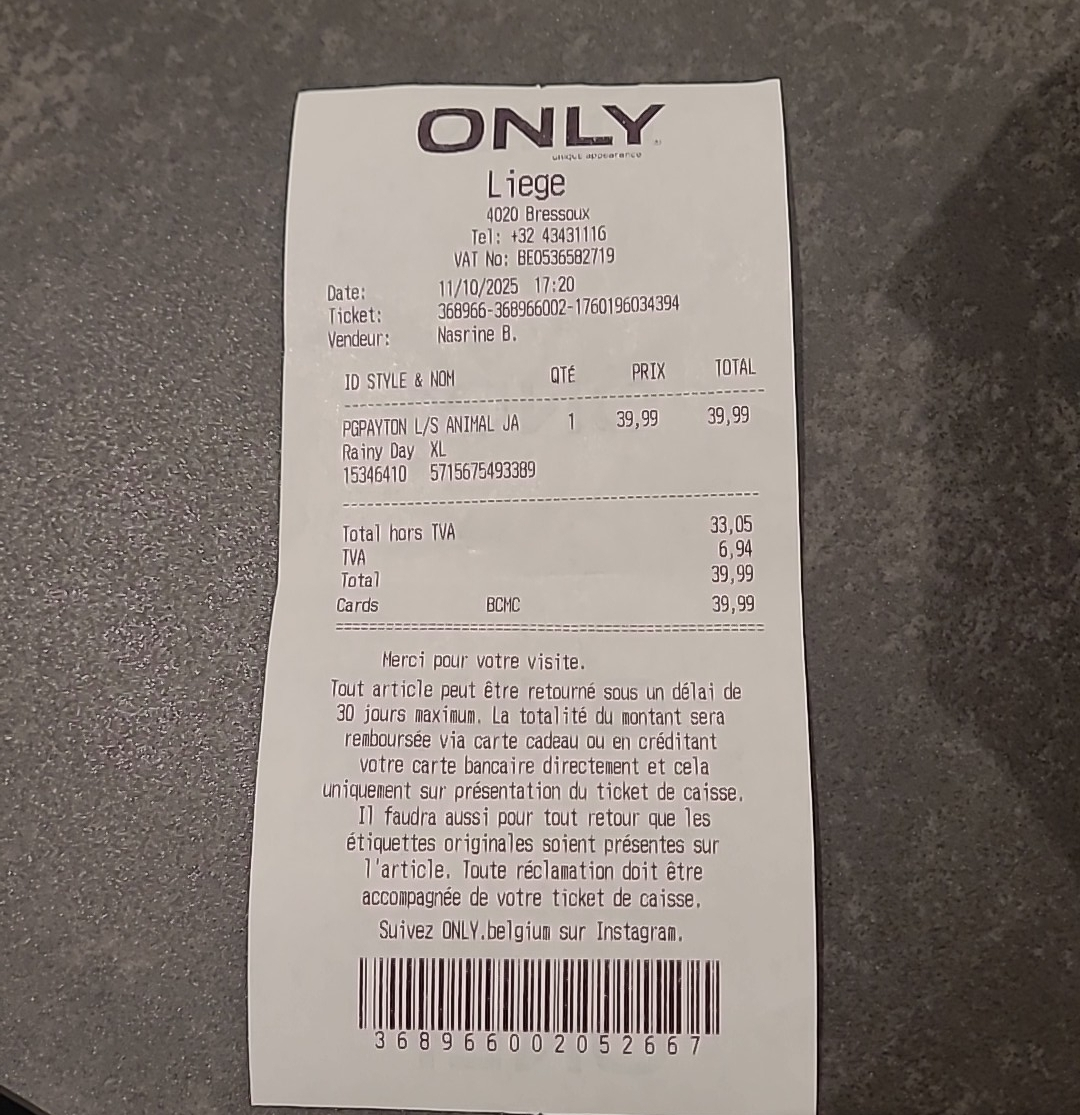 ONLY
unique appearance
Liege
4020 Bressoux
Tel: +32 43431116
VAT No: BE0536582719
Date: 11/10/2025 17:20
Ticket: 368966-368966002-1760196034394
Vendeur: Nasrine B.
ID STYLE & NOM QTÉ PRIX TOTAL
PGPAYTON L/S ANIMAL JA 1 39,99 39,99
Rainy Day XL
15346410 5715675493389
Total hors TVA 33,05
TVA 6,94
Total 39,99
Cards BCMC 39,99
Merci pour votre visite.
Tout article peut être retourné sous un délai de
30 jours maximum. La totalité du montant sera
remboursée via carte cadeau ou en créditant
votre carte bancaire directement et cela
uniquement sur présentation du ticket de caisse.
Il faudra aussi pour tout retour que les
étiquettes originales soient présentes sur
l'article. Toute réclamation doit être
accompagnée de votre ticket de caisse.
Suivez ONLY.belgium sur Instagram.
368966002052667